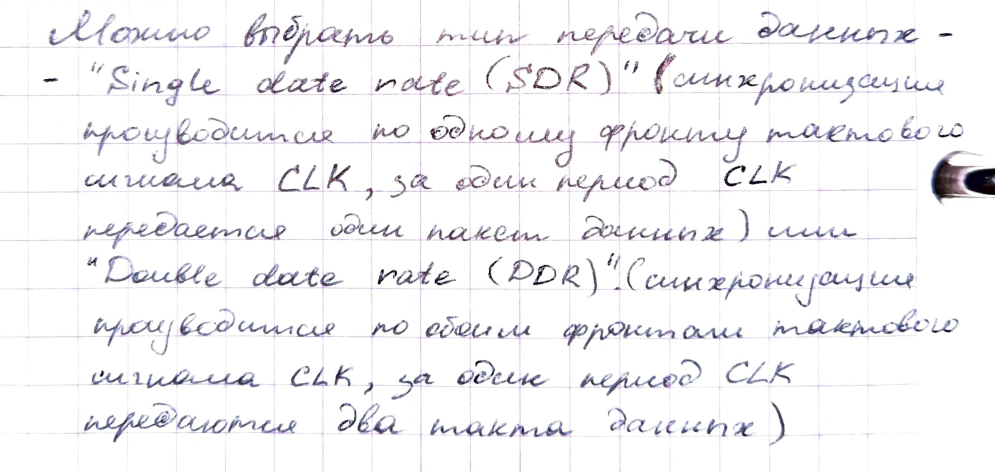 Можно выбрать тип передачи данных -
- "Single date rate (SDR)" (синхронизация
производится по одному фронту тактового
сигнала CLK, за один период CLK
передается один пакет данных) или
"Double date rate (DDR)" (синхронизация
производится по обоим фронтам тактового
сигнала CLK, за один период CLK
передаются два такта данных)